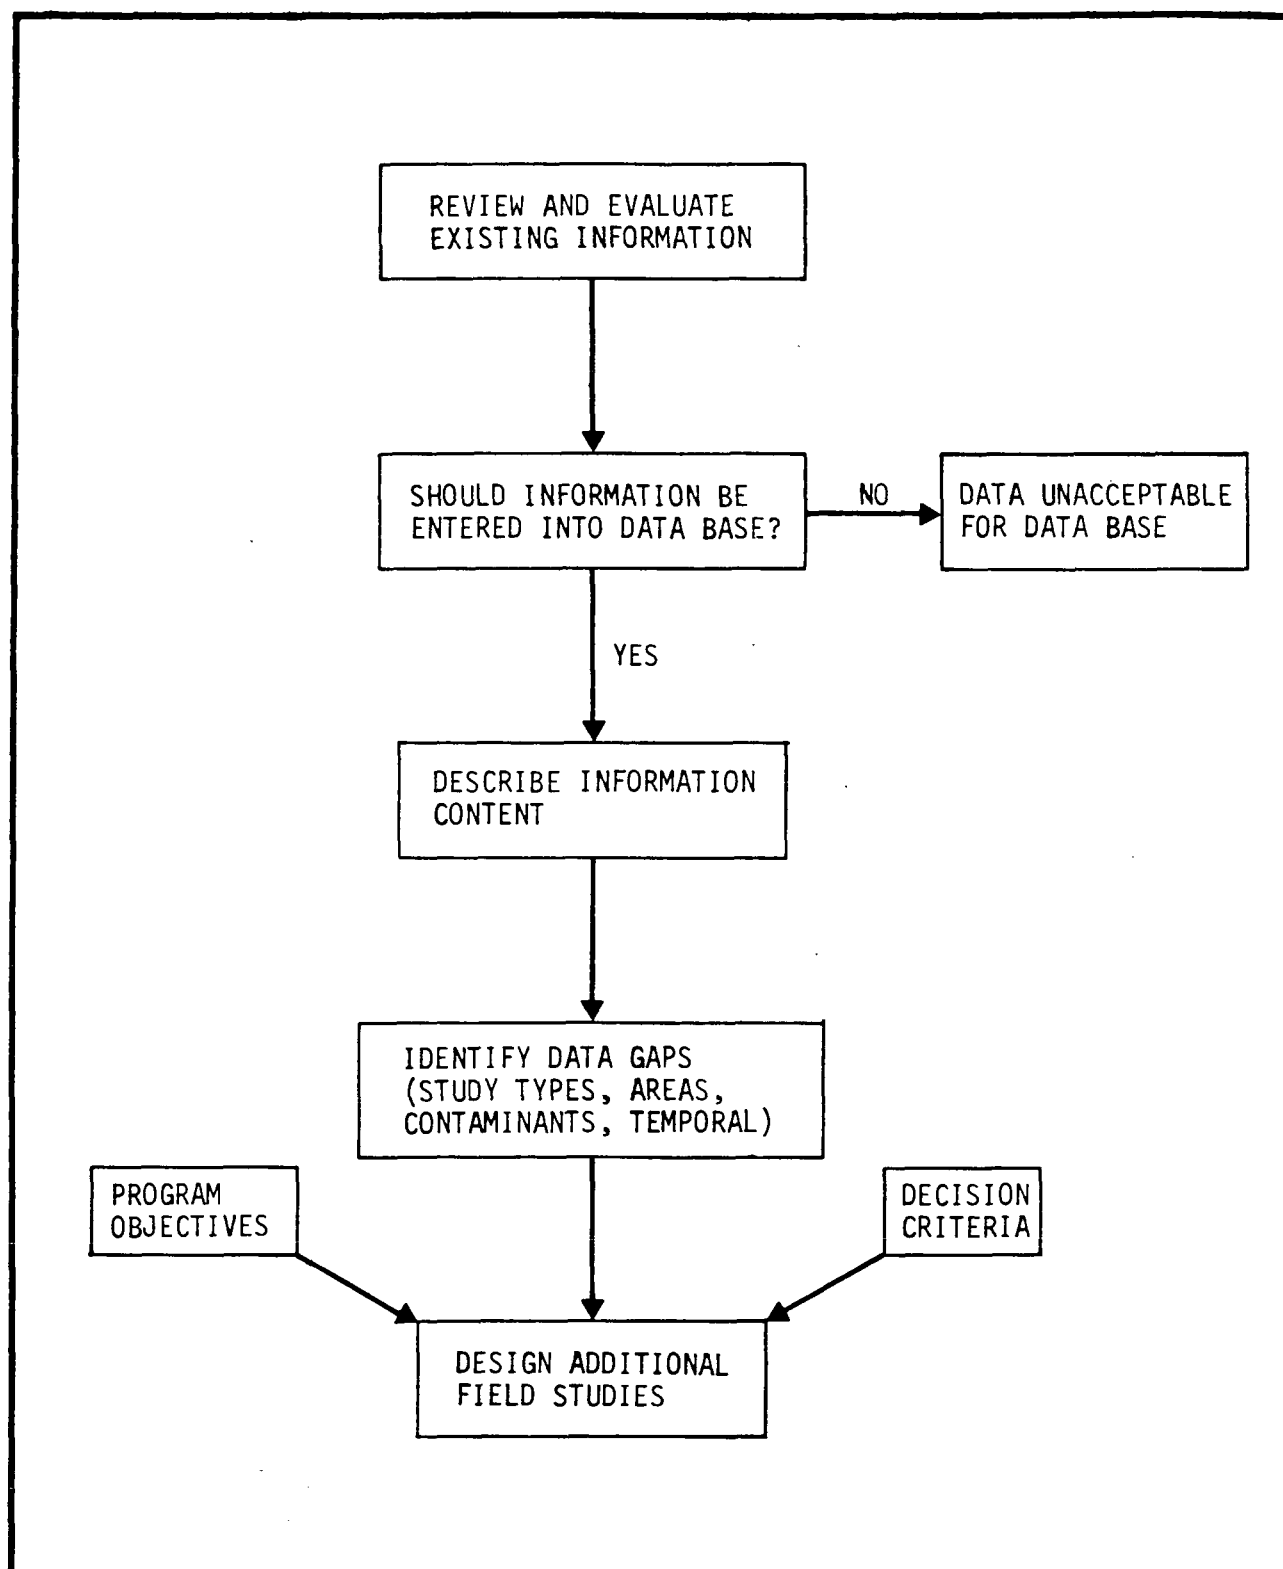 REVIEW AND EVALUATE
EXISTING INFORMATION
SHOULD INFORMATION BE
ENTERED INTO DATA BASE?
NO
DATA UNACCEPTABLE
FOR DATA BASE
YES
DESCRIBE INFORMATION
CONTENT
IDENTIFY DATA GAPS
(STUDY TYPES, AREAS,
CONTAMINANTS, TEMPORAL)
PROGRAM
OBJECTIVES
DECISION
CRITERIA
DESIGN ADDITIONAL
FIELD STUDIES